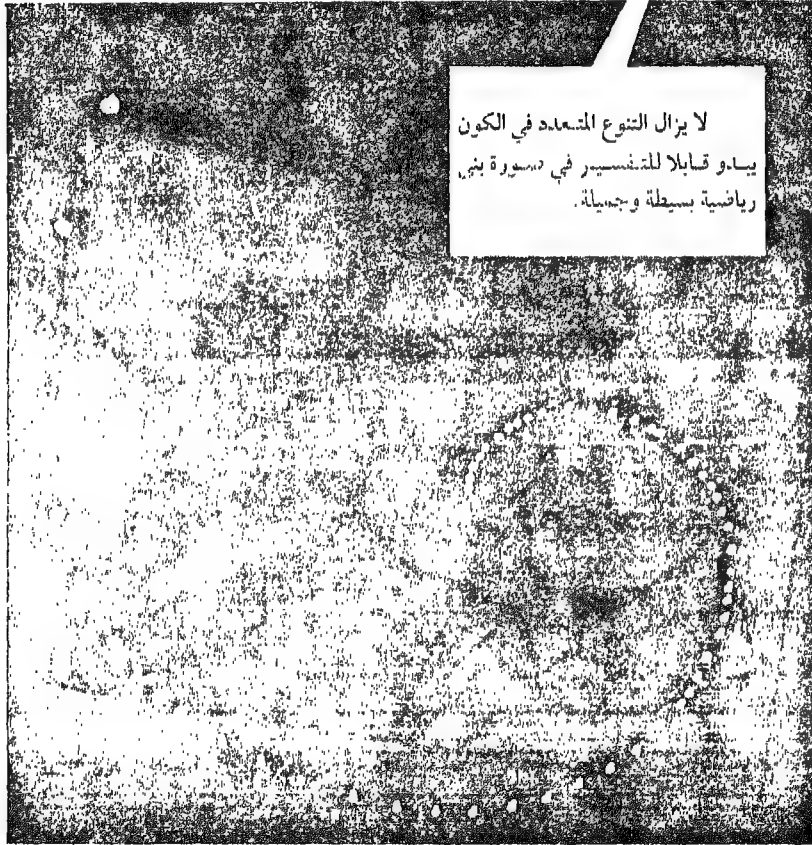 لا يزال التنوع المتعدد في الكون
يبدو قابلا للتفسير في صورة بنى
رياضية بسيطة وجميلة.